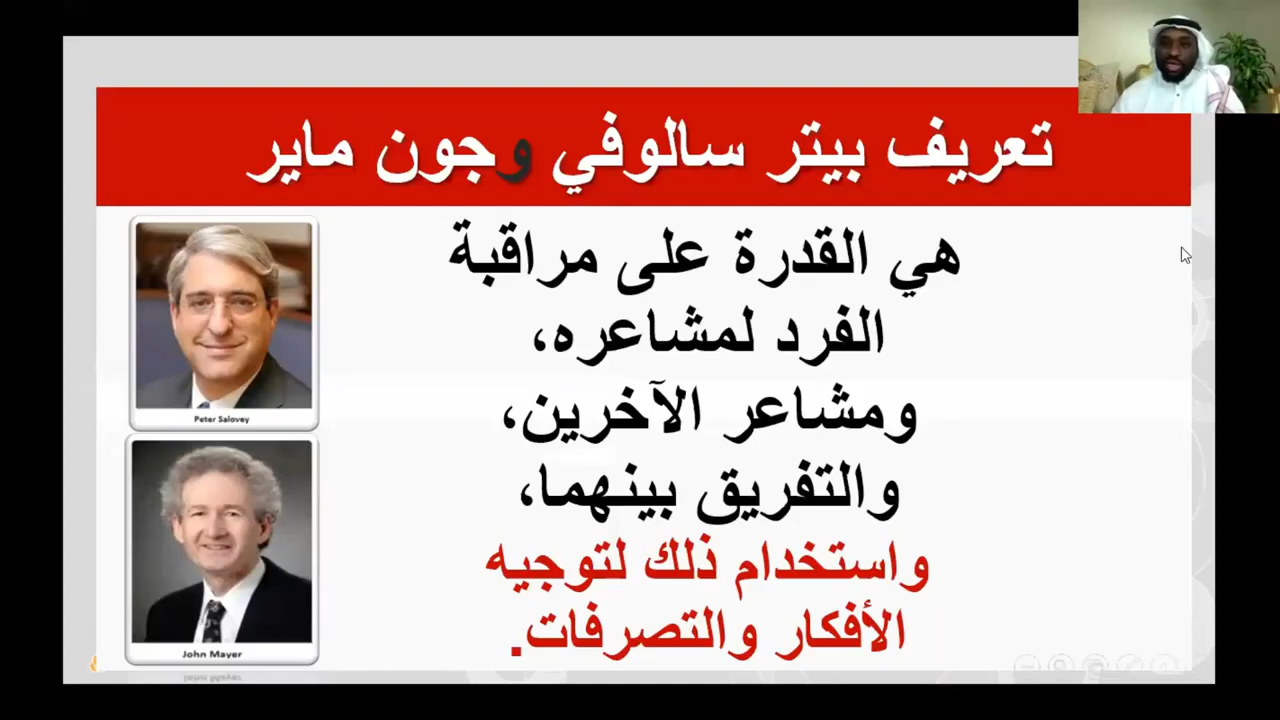 تعريف بيتر سالوفي وجون ماير
هي القدرة على مراقبة
الفرد لمشاعره،
ومشاعر الآخرين،
والتفريق بينهما،
واستخدام ذلك لتوجيه
الأفكار والتصرفات.
Peter Salovey
John Mayer